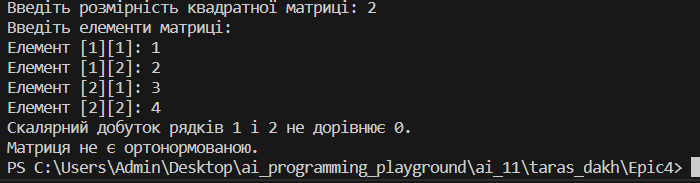 Введіть розмірність квадратної матриці: 2
Введіть елементи матриці:
Елемент [1][1]: 1
Елемент [1][2]: 2
Елемент [2][1]: 3
Елемент [2][2]: 4
Скалярний добуток рядків 1 і 2 не дорівнює 0.
Матриця не є ортонормованою.
PS C:\Users\Admin\Desktop\ai_programming_playground\ai_11\taras_dakh\Epic4>